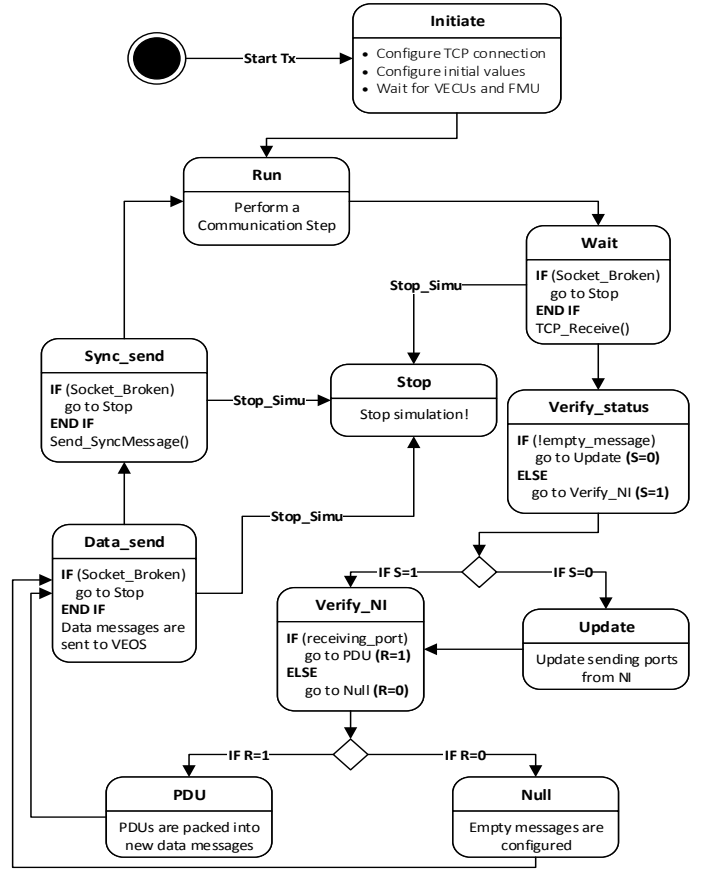 Initiate
• Configure TCP connection
• Configure initial values
• Wait for VECUs and FMU
Start Tx
Run
Perform a
Communication Step
Wait
IF (Socket_Broken)
go to Stop
END IF
TCP_Receive()
Stop_Simu
Sync_send
IF (Socket_Broken)
go to Stop
END IF
Send_SyncMessage()
Stop_Simu
Stop
Stop simulation!
Verify_status
IF (!empty_message)
go to Update (S=0)
ELSE
go to Verify_NI (S=1)
Stop_Simu
Data_send
IF (Socket_Broken)
go to Stop
END IF
Data messages are
sent to VEOS
IF S=1
IF S=0
Verify_NI
IF (receiving_port)
go to PDU (R=1)
ELSE
go to Null (R=0)
Update
Update sending ports
from NI
IF R=1
IF R=0
PDU
PDUs are packed into
new data messages
Null
Empty messages are
configured